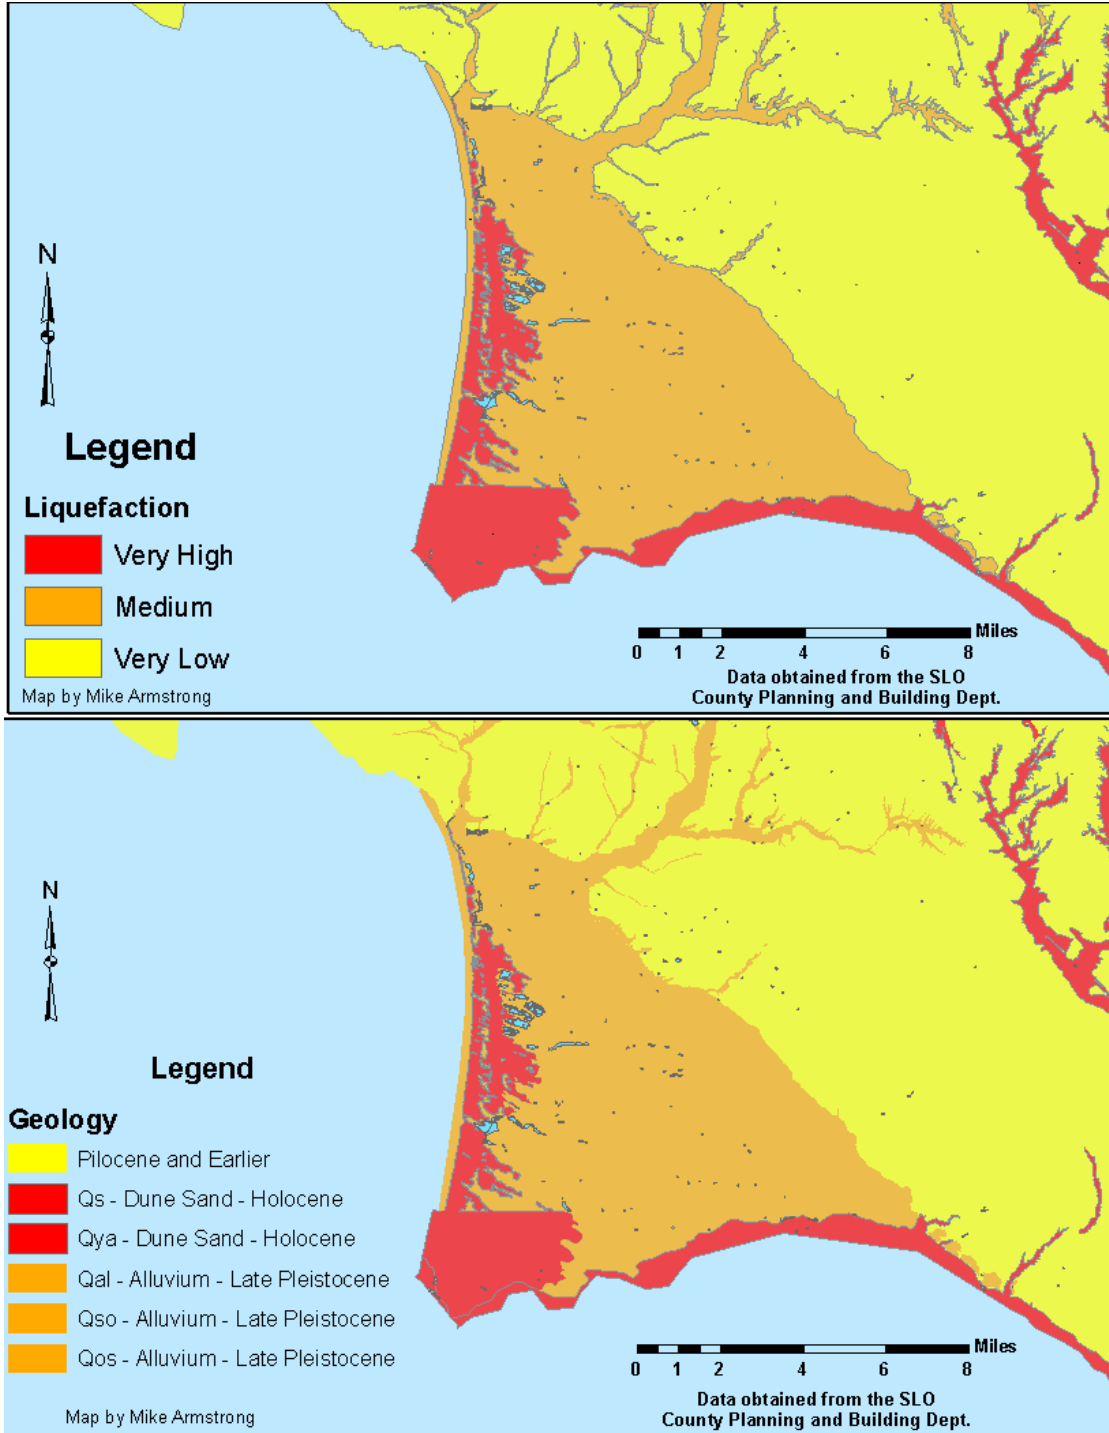 N
Legend
Liquefaction
Very High
Medium
Very Low
Map by Mike Armstrong
Miles
0 1 2 4 6 8
Data obtained from the SLO
County Planning and Building Dept.
N
Legend
Geology
Pilocene and Earlier
Qs - Dune Sand - Holocene
Qya - Dune Sand - Holocene
Qal - Alluvium - Late Pleistocene
Qso - Alluvium - Late Pleistocene
Qos - Alluvium - Late Pleistocene
Map by Mike Armstrong
Miles
0 1 2 4 6 8
Data obtained from the SLO
County Planning and Building Dept.